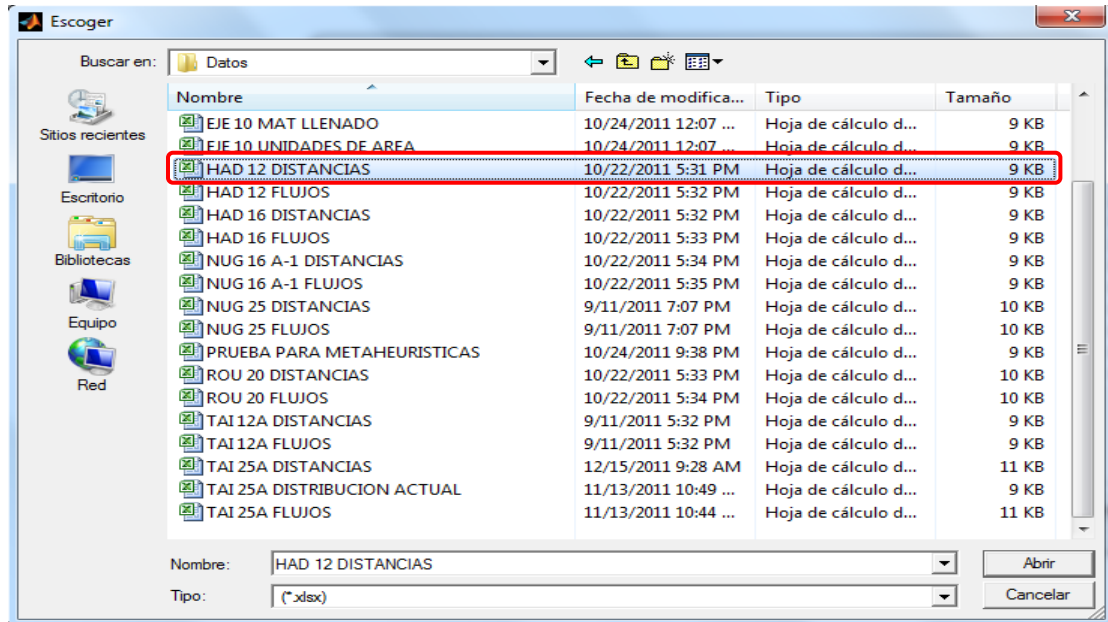 Escoger
Buscar en: Datos
Nombre Fecha de modifica... Tipo Tamaño
EJE 10 MAT LLENADO 10/24/2011 12:07 ... Hoja de cálculo d... 9 KB
EJE 10 UNIDADES DE AREA 10/24/2011 12:07 ... Hoja de cálculo d... 9 KB
HAD 12 DISTANCIAS 10/22/2011 5:31 PM Hoja de cálculo d... 9 KB
HAD 12 FLUJOS 10/22/2011 5:32 PM Hoja de cálculo d... 9 KB
HAD 16 DISTANCIAS 10/22/2011 5:32 PM Hoja de cálculo d... 9 KB
HAD 16 FLUJOS 10/22/2011 5:33 PM Hoja de cálculo d... 9 KB
NUG 16 A-1 DISTANCIAS 10/22/2011 5:34 PM Hoja de cálculo d... 9 KB
NUG 16 A-1 FLUJOS 10/22/2011 5:35 PM Hoja de cálculo d... 9 KB
NUG 25 DISTANCIAS 9/11/2011 7:07 PM Hoja de cálculo d... 10 KB
NUG 25 FLUJOS 9/11/2011 7:07 PM Hoja de cálculo d... 10 KB
PRUEBA PARA METAHEURISTICAS 10/24/2011 9:38 PM Hoja de cálculo d... 9 KB
ROU 20 DISTANCIAS 10/22/2011 5:33 PM Hoja de cálculo d... 10 KB
ROU 20 FLUJOS 10/22/2011 5:34 PM Hoja de cálculo d... 10 KB
TAI 12A DISTANCIAS 9/11/2011 5:32 PM Hoja de cálculo d... 9 KB
TAI 12A FLUJOS 9/11/2011 5:32 PM Hoja de cálculo d... 9 KB
TAI 25A DISTANCIAS 12/15/2011 9:28 AM Hoja de cálculo d... 11 KB
TAI 25A DISTRIBUCION ACTUAL 11/13/2011 10:49 ... Hoja de cálculo d... 9 KB
TAI 25A FLUJOS 11/13/2011 10:44 ... Hoja de cálculo d... 11 KB
Sitios recientes
Escritorio
Bibliotecas
Equipo
Red
Nombre: HAD 12 DISTANCIAS Abrir
Tipo: (*.xlsx) Cancelar